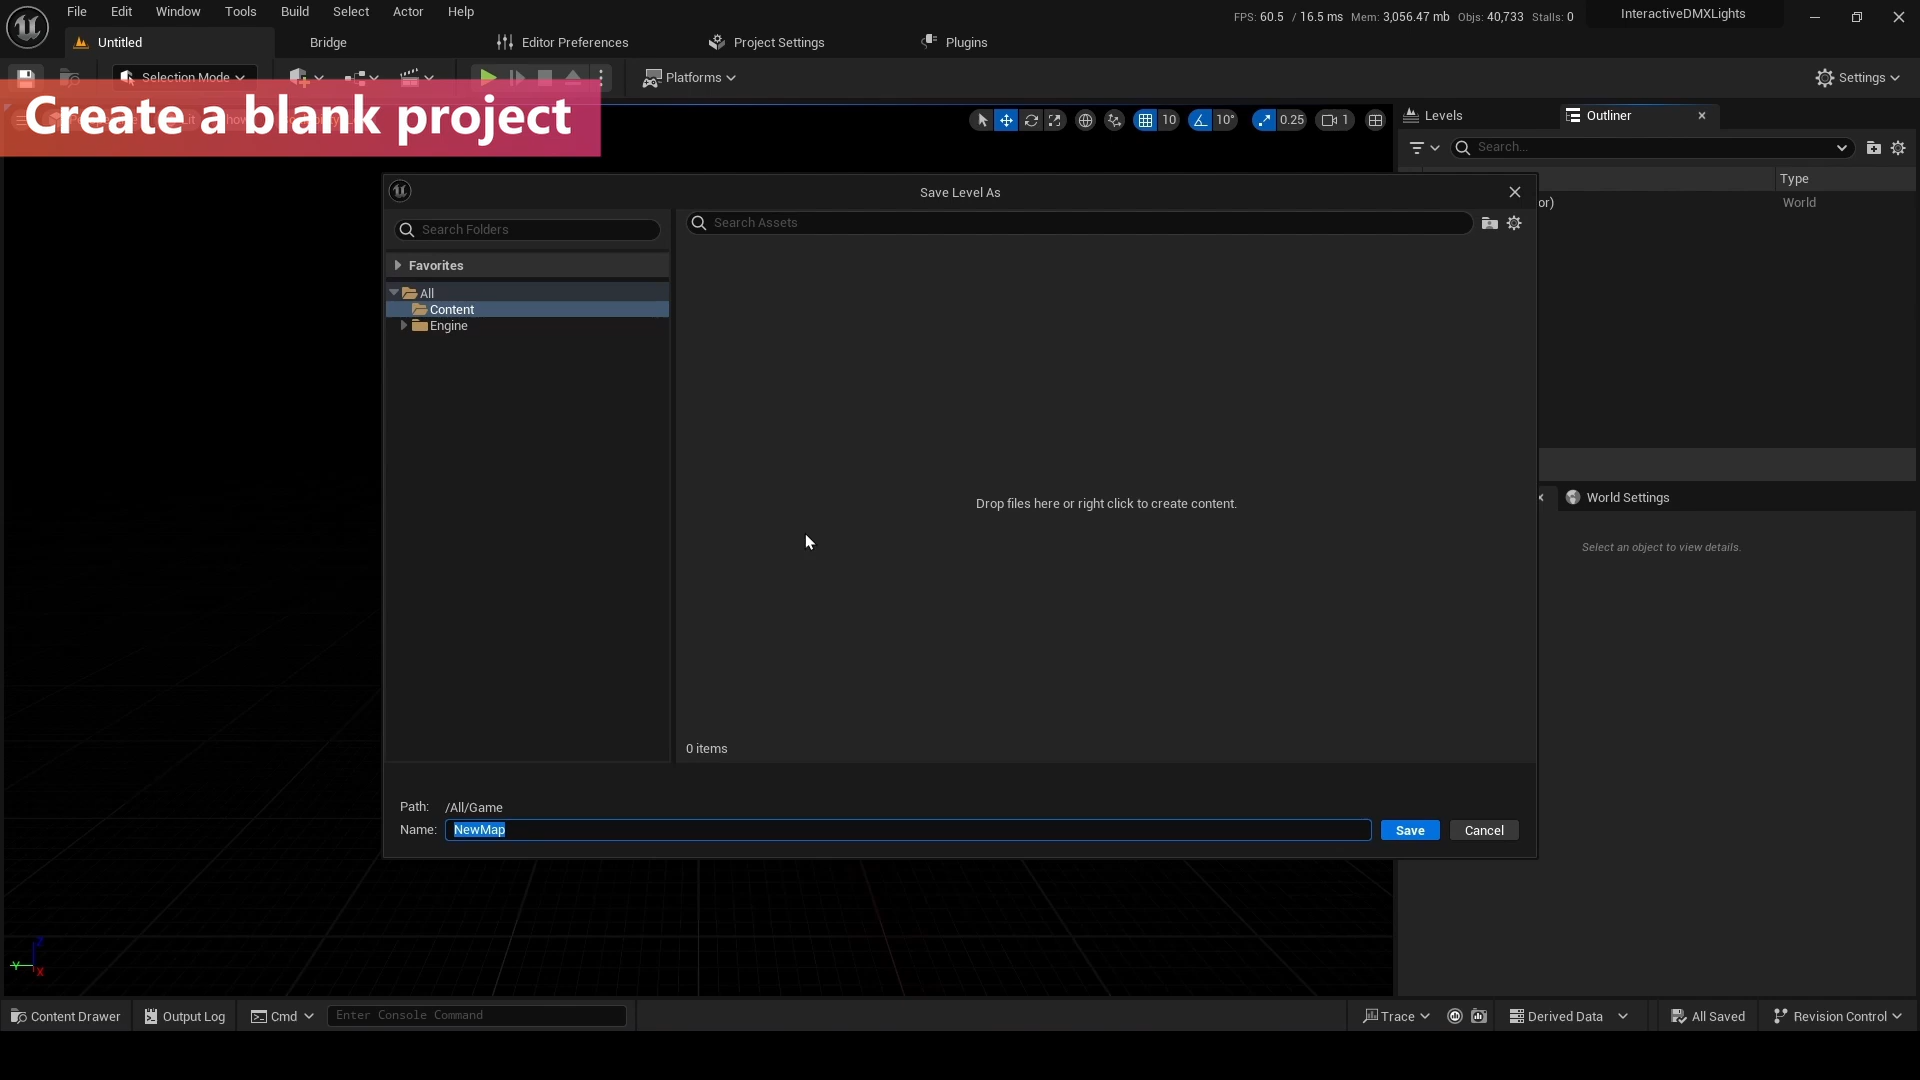 File Edit Window Tools Build Select Actor Help
FPS: 60.5 / 16.5 ms Mem: 3,056.47 mb Objs: 40,733 Stalls: 0
InteractiveDMXLights
Untitled
Bridge
Editor Preferences
Project Settings
Plugins
Selection Mode
Platforms
Settings
Create a blank project
10
10°
0.25
1
Levels
Outliner
Search...
Type
or)
World
Save Level As
Search Folders
Search Assets
Favorites
All
Content
Engine
Drop files here or right click to create content.
0 items
World Settings
Select an object to view details.
Path: /All/Game
Name: NewMap
Save
Cancel
Z
Y
X
Content Drawer
Output Log
Cmd
Enter Console Command
Trace
Derived Data
All Saved
Revision Control